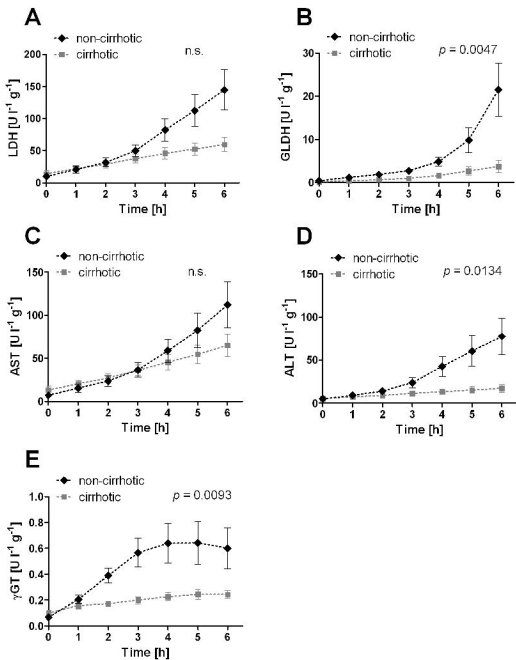 A
non-cirrhotic
cirrhotic
n.s.
LDH [U l-1 g-1]
200
150
100
50
0
0 1 2 3 4 5 6
Time [h]
B
non-cirrhotic
cirrhotic
p = 0.0047
GLDH [U l-1 g-1]
30
20
10
0
0 1 2 3 4 5 6
Time [h]
C
non-cirrhotic
cirrhotic
n.s.
AST [U l-1 g-1]
150
100
50
0
0 1 2 3 4 5 6
Time [h]
D
non-cirrhotic
cirrhotic
p = 0.0134
ALT [U l-1 g-1]
150
100
50
0
0 1 2 3 4 5 6
Time [h]
E
non-cirrhotic
cirrhotic
p = 0.0093
γGT [U l-1 g-1]
1.0
0.8
0.6
0.4
0.2
0.0
0 1 2 3 4 5 6
Time [h]